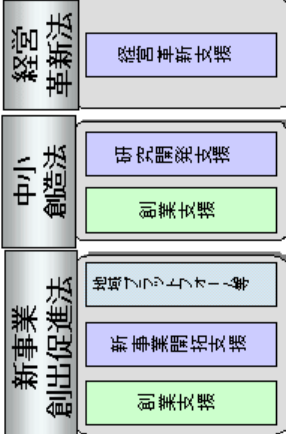 経営
革新法
経営革新支援
中小
創造法
研究開発支援
創業支援
新事業
創出促進法
地域プラットフォーム等
新事業開拓支援
創業支援